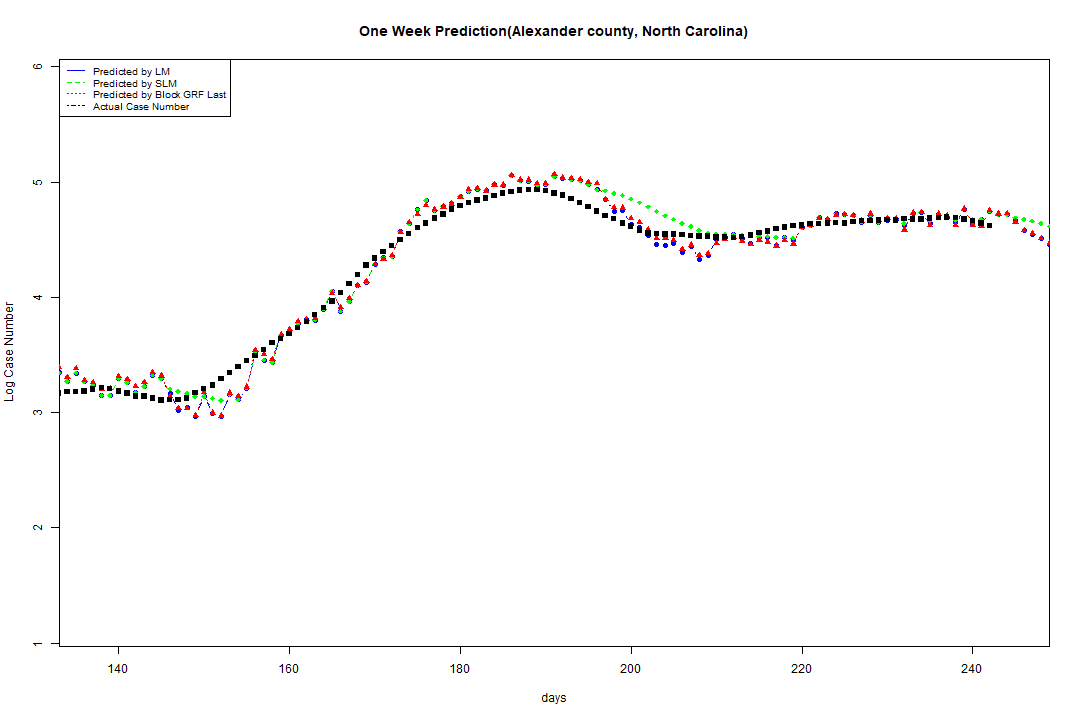 One Week Prediction(Alexander county, North Carolina)
6
Predicted by LM
Predicted by SLM
Predicted by Block GRF Last
Actual Case Number
5
4
3
2
1
Log Case Number
140 160 180 200 220 240
days